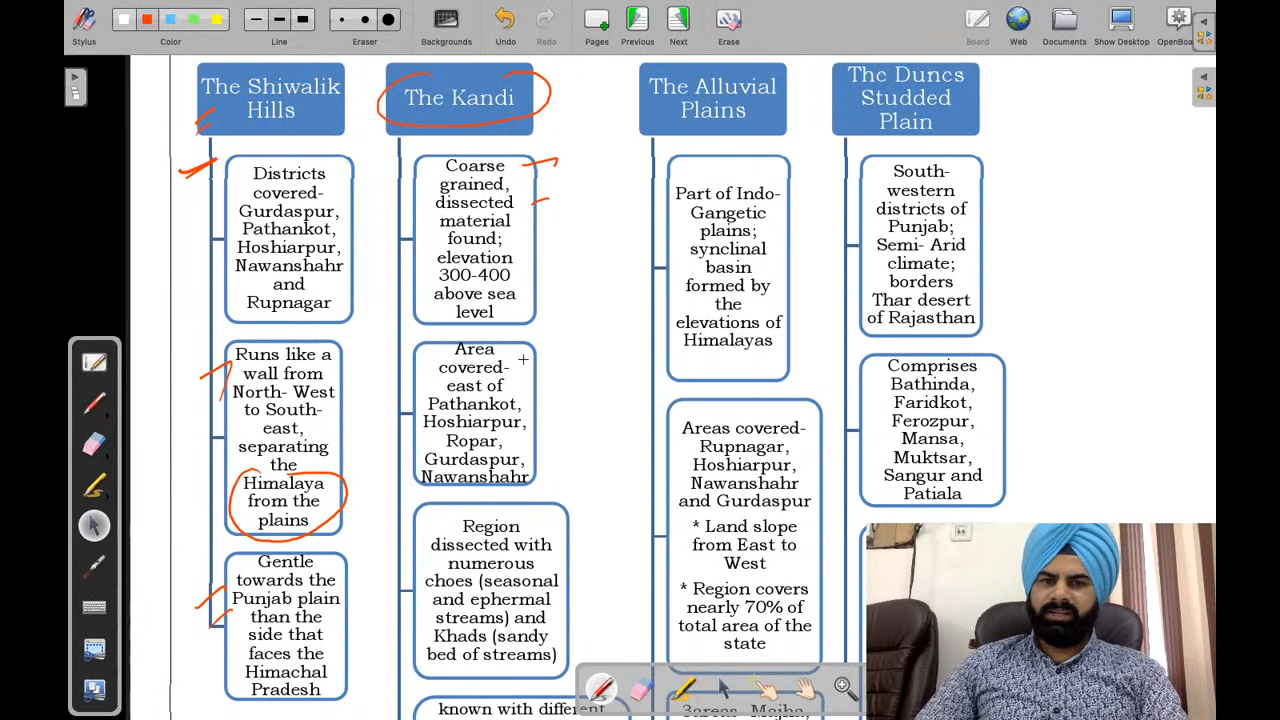 Stylus
Color
Line
Eraser
Backgrounds
Undo
Redo
Pages
Previous
Next
Erase
Board
Web
Documents
Show Desktop
OpenBoa
The Shiwalik
Hills
Districts
covered-
Gurdaspur,
Pathankot,
Hoshiarpur,
Nawanshahr
and
Rupnagar
Runs like a
wall from
North- West
to South-
east,
separating
the
Himalaya
from the
plains
Gentle
towards the
Punjab plain
than the
side that
faces the
Himachal
Pradesh
The Kandi
Coarse
grained,
dissected
material
found;
elevation
300-400
above sea
level
Area
covered-
east of
Pathankot,
Hoshiarpur,
Ropar,
Gurdaspur,
Nawanshahr
Region
dissected with
numerous
choes (seasonal
and ephermal
streams) and
Khads (sandy
bed of streams)
known with different
The Alluvial
Plains
Part of Indo-
Gangetic
plains;
synclinal
basin
formed by
the
elevations of
Himalayas
Areas covered-
Rupnagar,
Hoshiarpur,
Nawanshahr
and Gurdaspur
* Land slope
from East to
West
* Region covers
nearly 70% of
total area of the
state
3areas- Majha,
The Dunes
Studded
Plain
South-
western
districts of
Punjab;
Semi- Arid
climate;
borders
Thar desert
of Rajasthan
Comprises
Bathinda,
Faridkot,
Ferozpur,
Mansa,
Muktsar,
Sangur and
Patiala